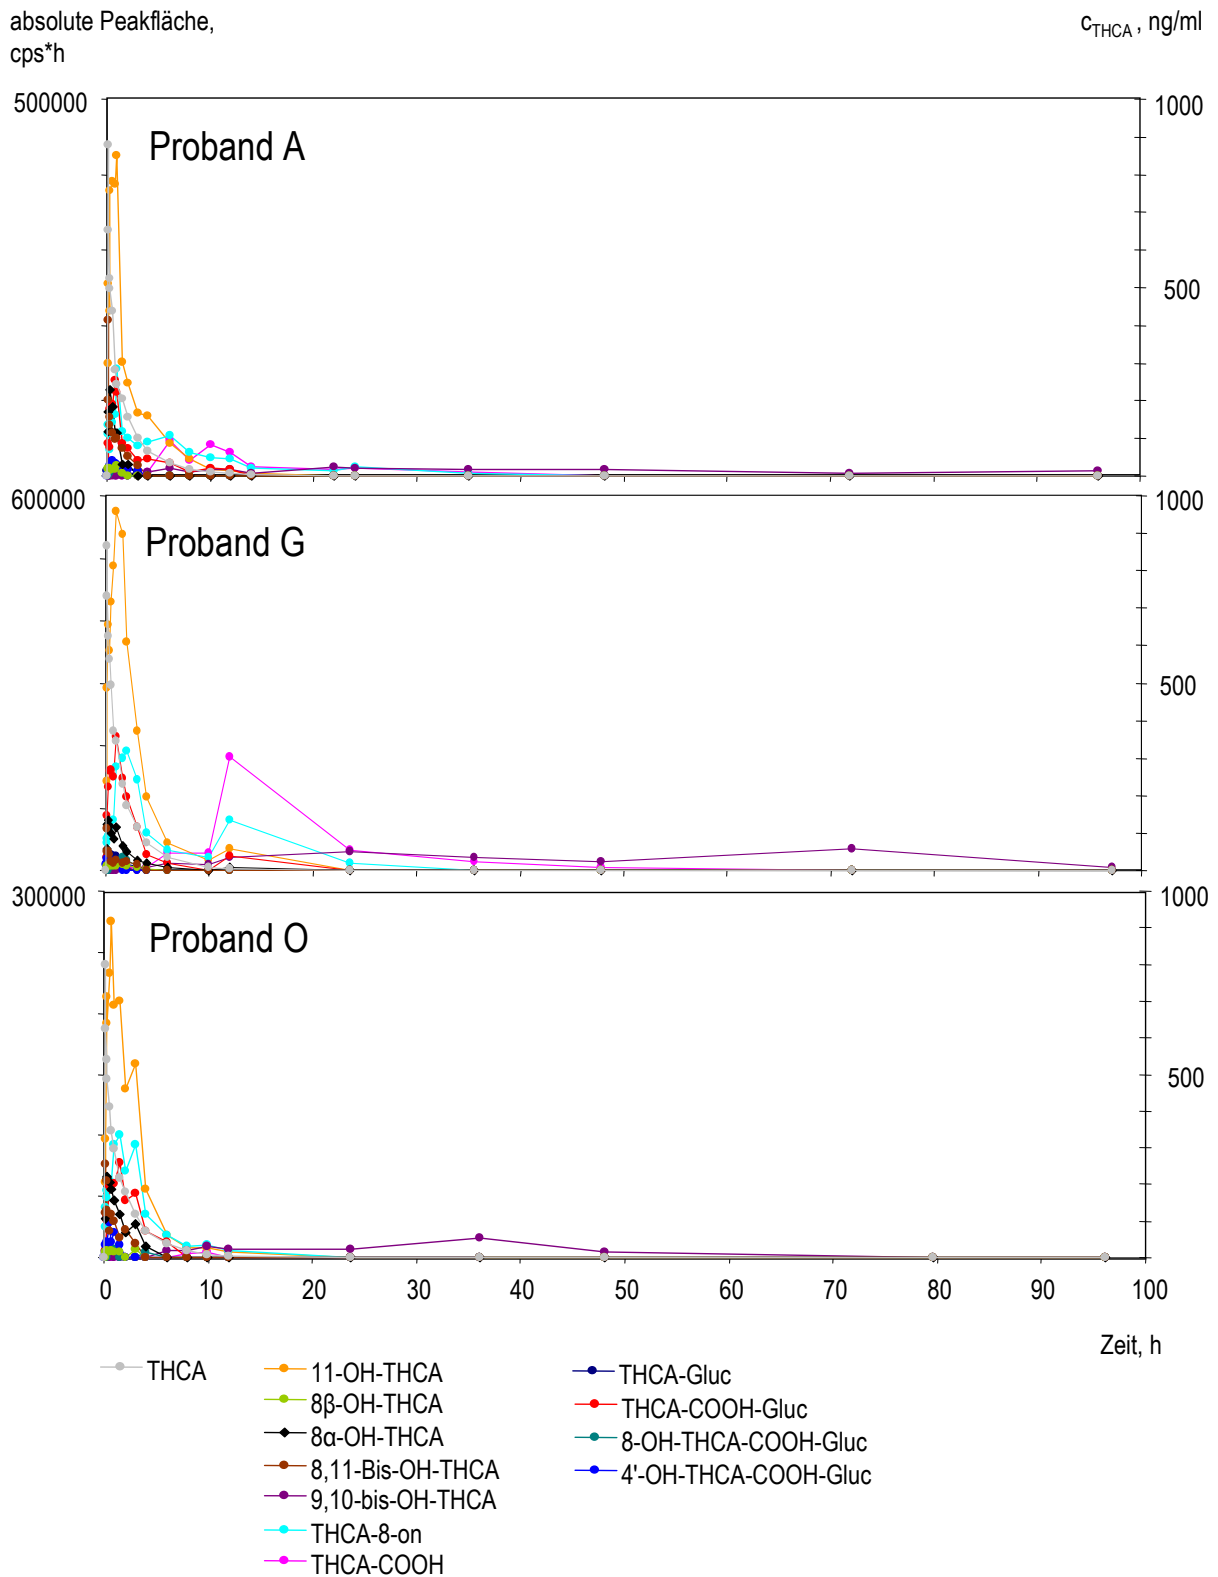 absolute Peakfläche,
cps*h
c_THCA , ng/ml
500000
1000
Proband A
500
600000
1000
Proband G
500
300000
1000
Proband O
500
0 10 20 30 40 50 60 70 80 90 100
Zeit, h
THCA
11-OH-THCA
8β-OH-THCA
8α-OH-THCA
8,11-Bis-OH-THCA
9,10-bis-OH-THCA
THCA-8-on
THCA-COOH
THCA-Gluc
THCA-COOH-Gluc
8-OH-THCA-COOH-Gluc
4'-OH-THCA-COOH-Gluc